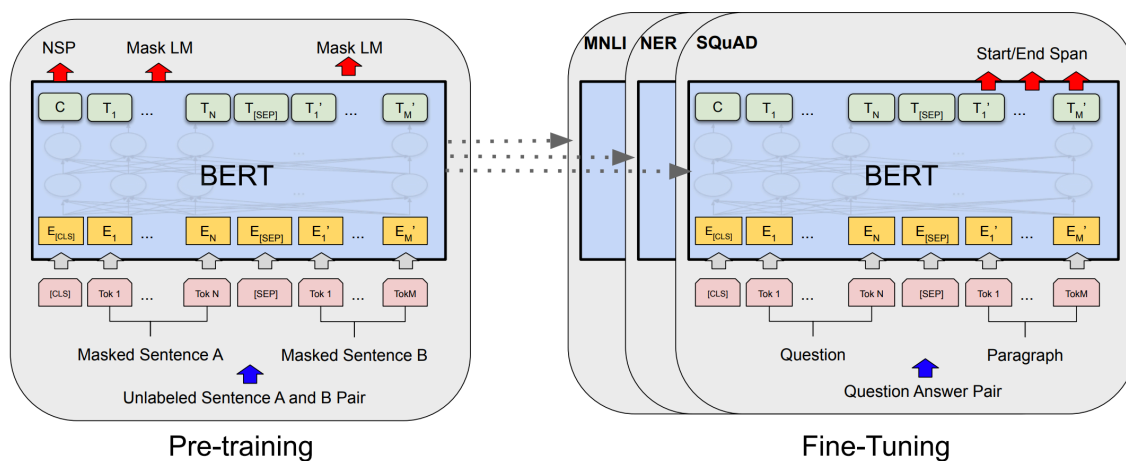 NSP Mask LM Mask LM
C T1 ... TN T[SEP] T1' ... TM'
BERT
E[CLS] E1 ... EN E[SEP] E1' ... EM'
[CLS] Tok 1 ... Tok N [SEP] Tok 1 ... TokM
Masked Sentence A Masked Sentence B
Unlabeled Sentence A and B Pair
Pre-training
MNLI NER SQuAD
Start/End Span
C T1 ... TN T[SEP] T1' ... TM'
BERT
E[CLS] E1 ... EN E[SEP] E1' ... EM'
[CLS] Tok 1 ... Tok N [SEP] Tok 1 ... TokM
Question Paragraph
Question Answer Pair
Fine-Tuning